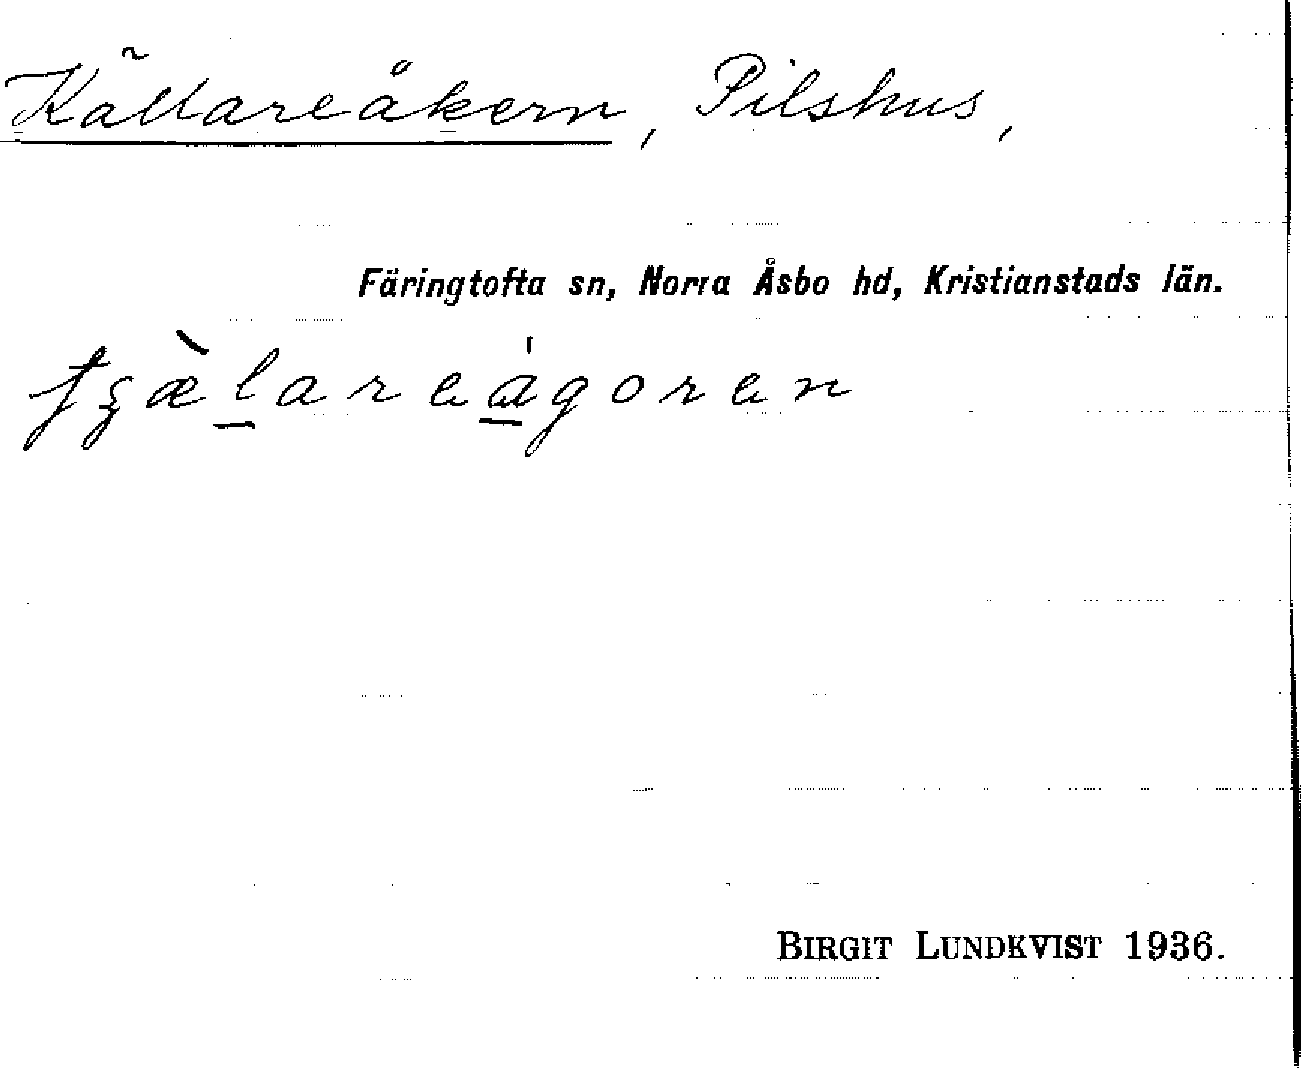 Källareåkern, Pilshus,
Färingtofta sn, Norra Åsbo hd, Kristianstads län.
BIRGIT LUNDKVIST 1936.